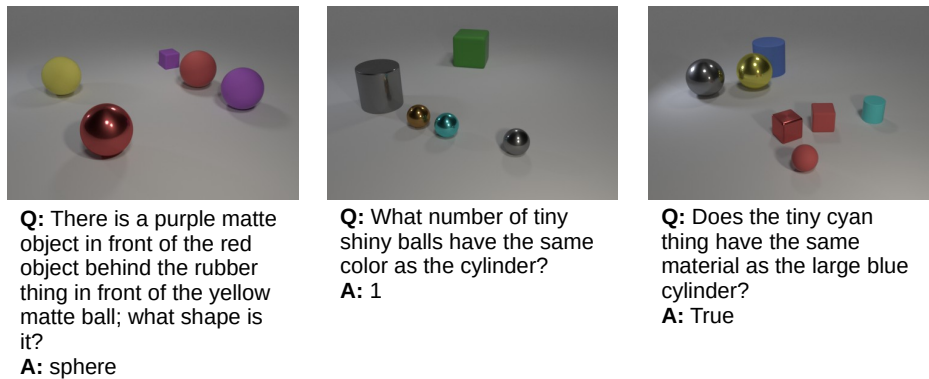 Q: There is a purple matte
object in front of the red
object behind the rubber
thing in front of the yellow
matte ball; what shape is
it?
A: sphere
Q: What number of tiny
shiny balls have the same
color as the cylinder?
A: 1
Q: Does the tiny cyan
thing have the same
material as the large blue
cylinder?
A: True